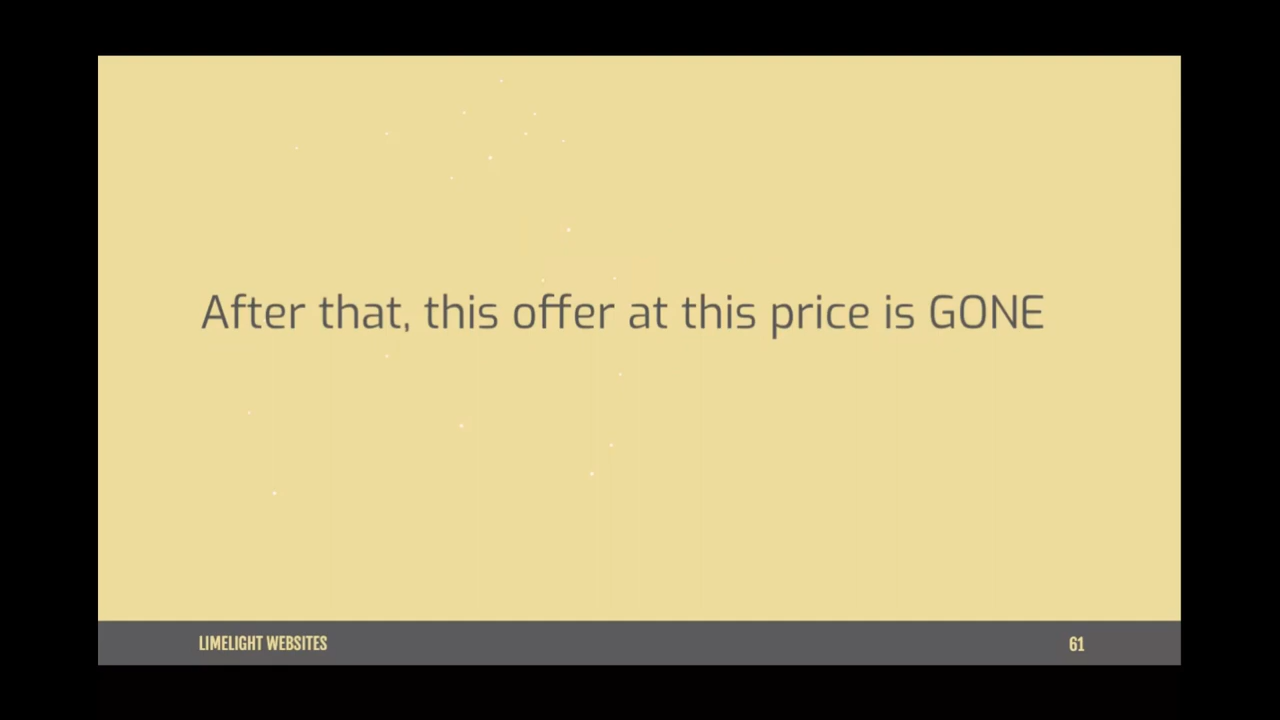 After that, this offer at this price is GONE
LIMELIGHT WEBSITES
61